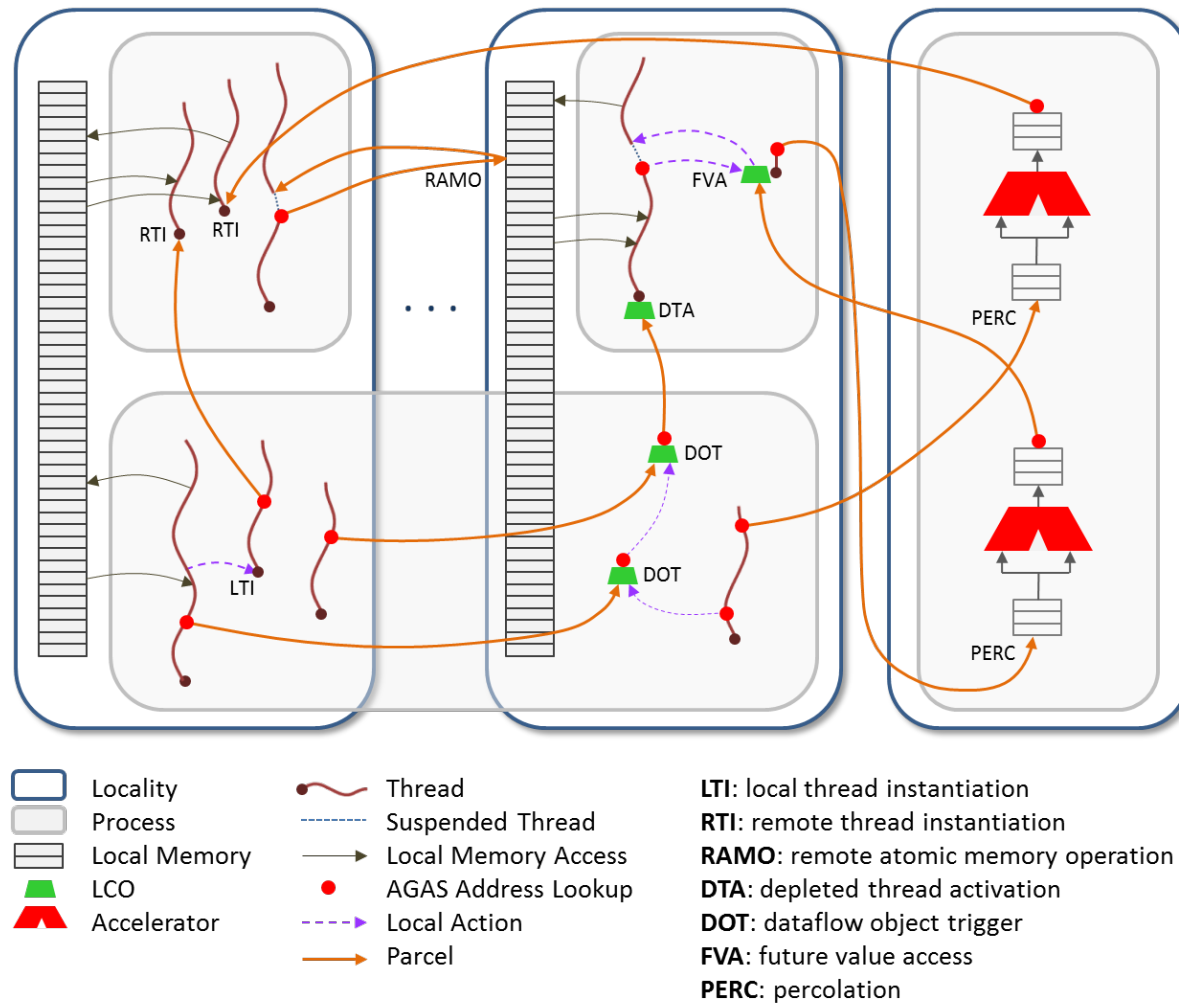 RAMO
FVA
RTI
RTI
DTA
PERC
. . .
DOT
DOT
LTI
PERC
Locality
Process
Local Memory
LCO
Accelerator
Thread
Suspended Thread
Local Memory Access
AGAS Address Lookup
Local Action
Parcel
LTI: local thread instantiation
RTI: remote thread instantiation
RAMO: remote atomic memory operation
DTA: depleted thread activation
DOT: dataflow object trigger
FVA: future value access
PERC: percolation